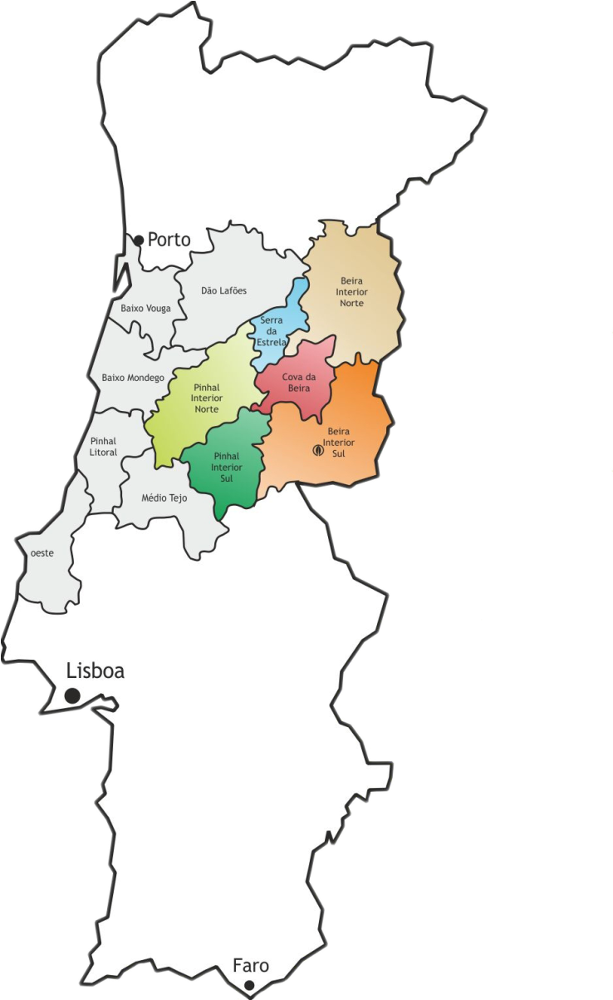 Porto
Dão Lafões
Beira
Interior
Norte
Baixo Vouga
Serra
da
Estrela
Baixo Mondego
Cova da
Beira
Pinhal
Interior
Norte
Pinhal
Litoral
Beira
Interior
Sul
Pinhal
Interior
Sul
Médio Tejo
oeste
Lisboa
Faro